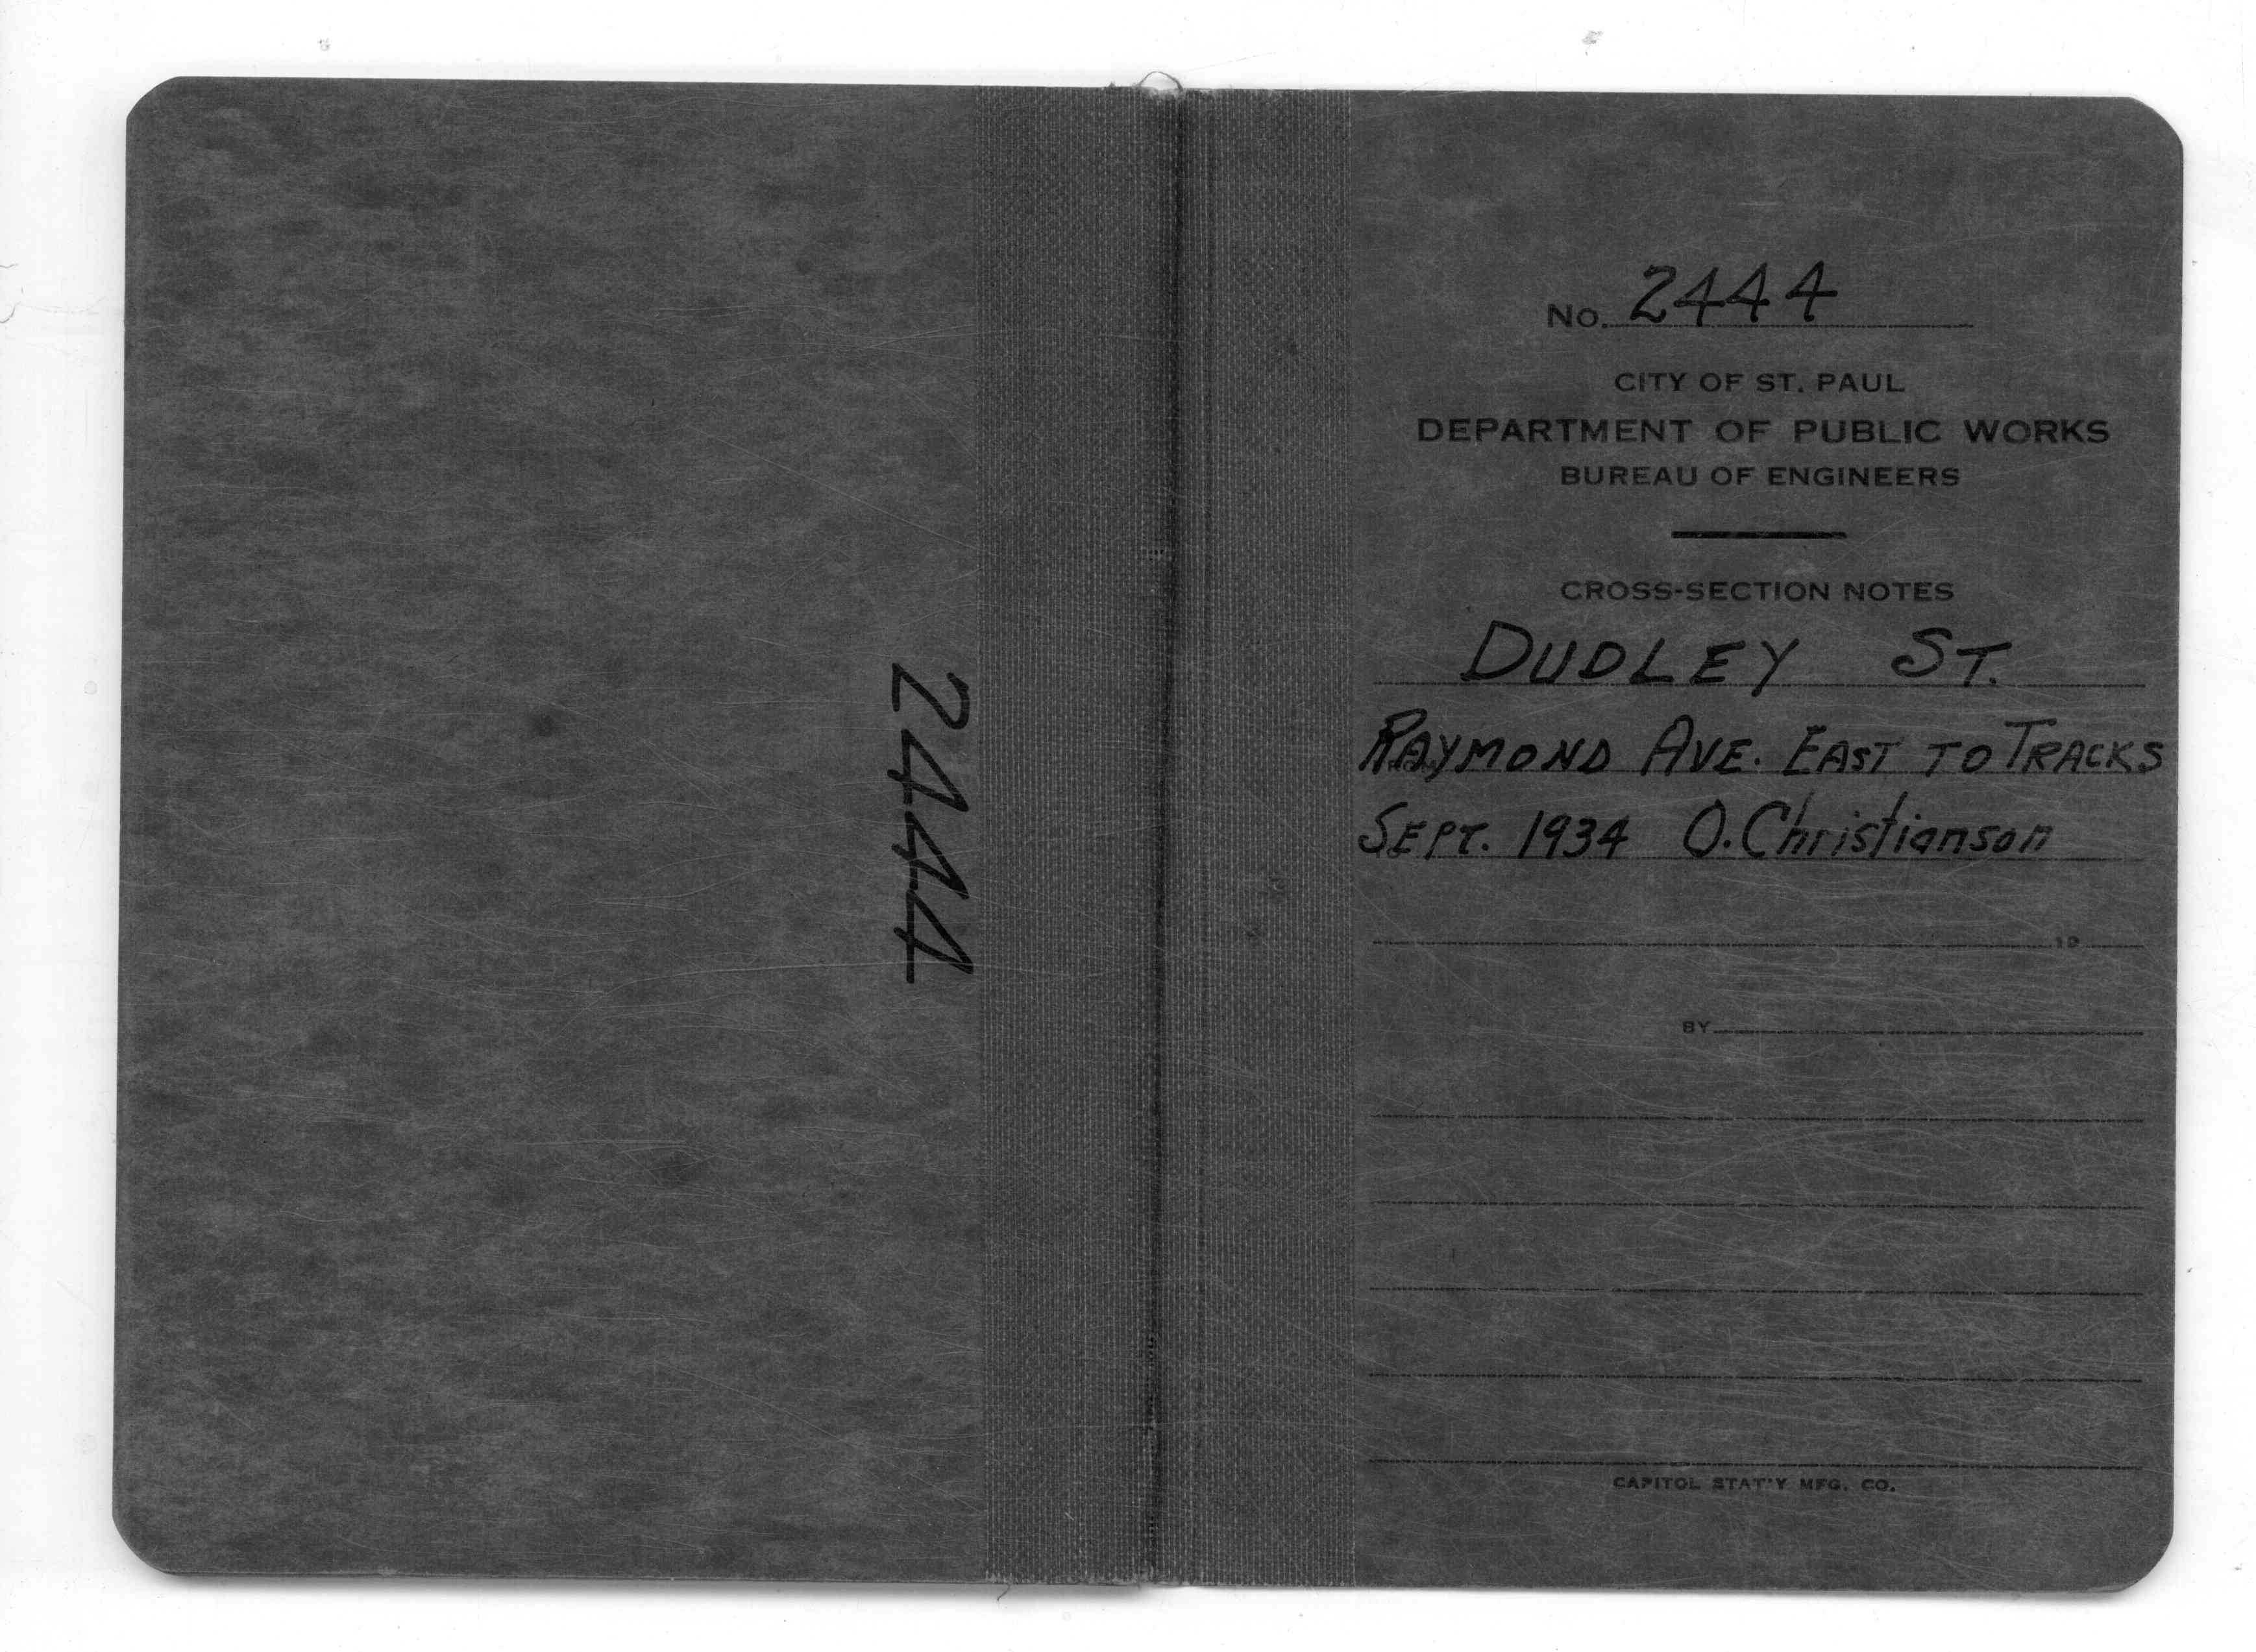 2444
No. 2444
CITY OF ST. PAUL
DEPARTMENT OF PUBLIC WORKS
BUREAU OF ENGINEERS
CROSS-SECTION NOTES
DUDLEY ST.
RAYMOND AVE. EAST TO TRACKS
SEPT. 1934 O. Christianson
19
BY
CAPITOL STAT'Y MFG. CO.